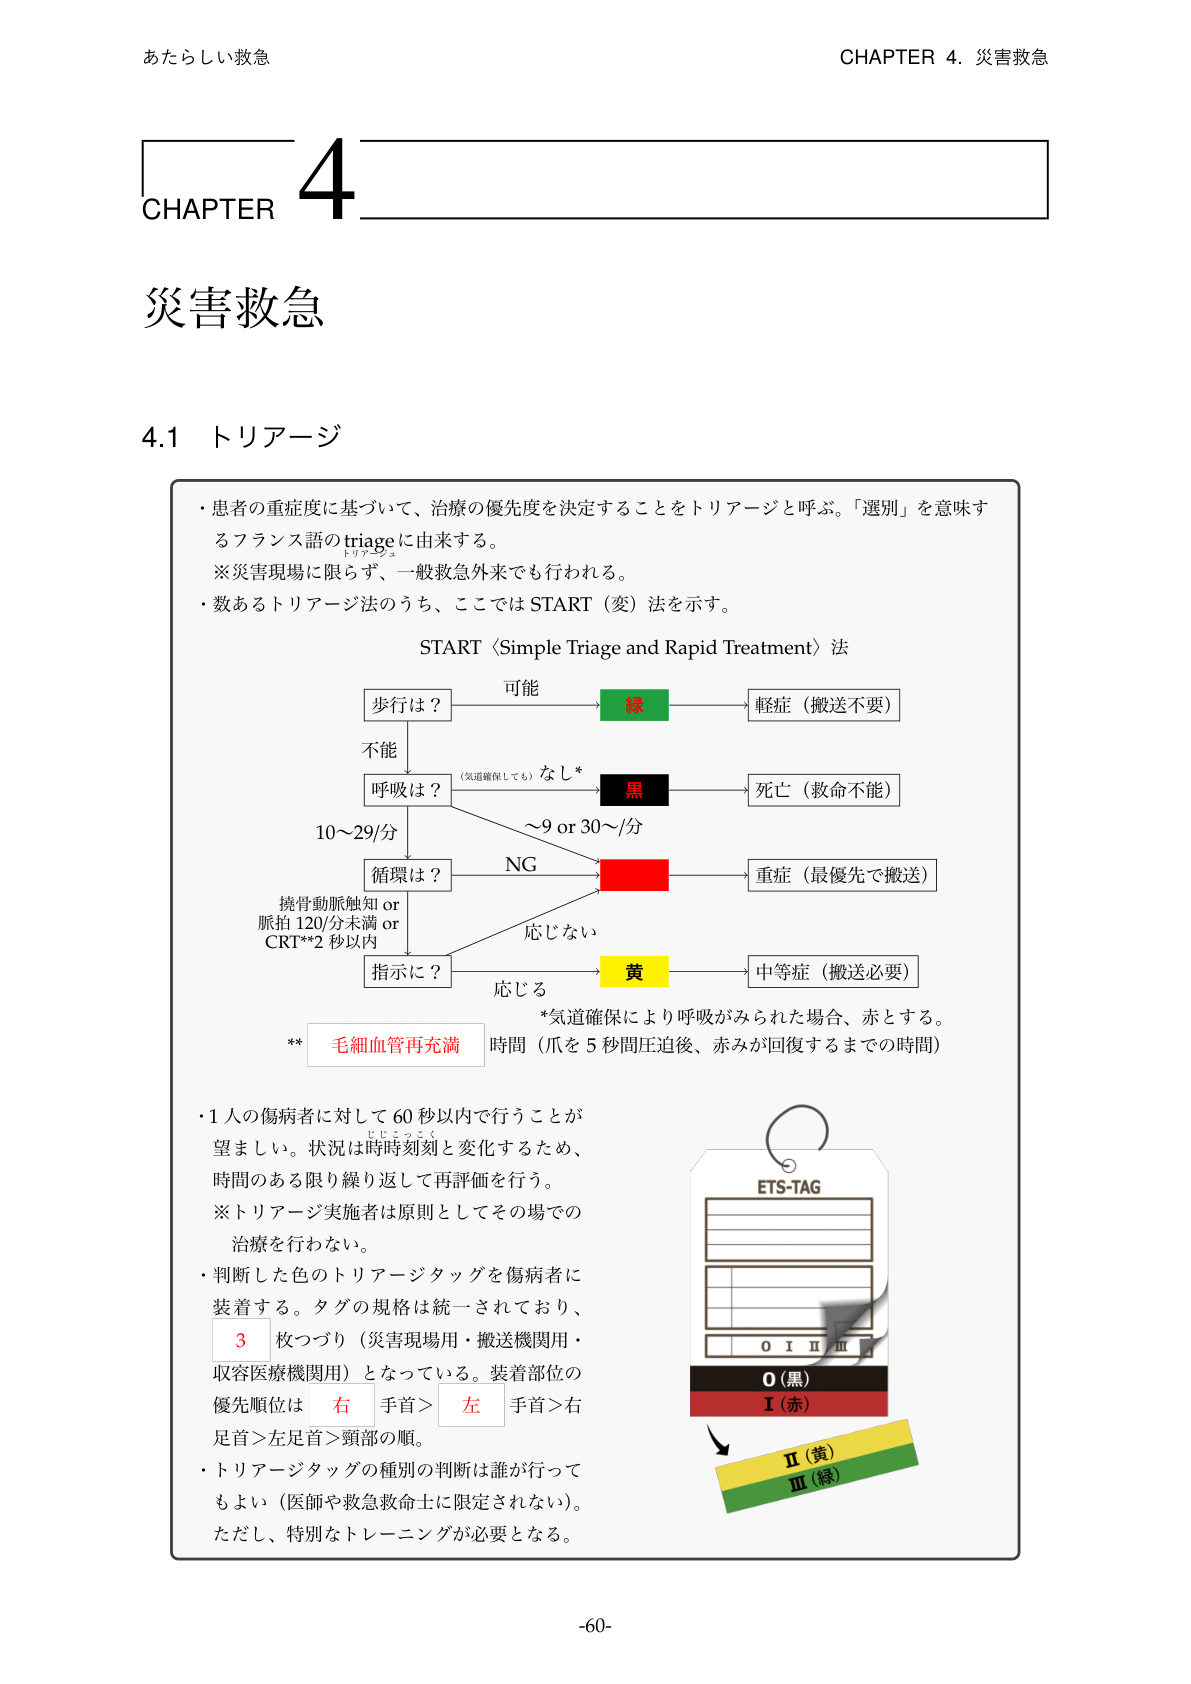 あたらしい救急 CHAPTER 4. 災害救急
CHAPTER 4
災害救急
4.1 トリアージ
・患者の重症度に基づいて、治療の優先度を決定することをトリアージと呼ぶ。「選別」を意味す
るフランス語のtriageに由来する。
トリアージュ
※災害現場に限らず、一般救急外来でも行われる。
・数あるトリアージ法のうち、ここでは START（変）法を示す。
START〈Simple Triage and Rapid Treatment〉法
可能
歩行は？ 緑 軽症（搬送不要）
不能
（気道確保しても）なし*
呼吸は？ 黒 死亡（救命不能）
10〜29/分 〜9 or 30〜/分
NG
循環は？ 重症（最優先で搬送）
撓骨動脈触知 or
脈拍 120/分未満 or
CRT**2 秒以内
応じない
指示に？ 黄 中等症（搬送必要）
応じる
*気道確保により呼吸がみられた場合、赤とする。
** 毛細血管再充満 時間（爪を 5 秒間圧迫後、赤みが回復するまでの時間）
・1 人の傷病者に対して 60 秒以内で行うことが
じじこっこく
望ましい。状況は時時刻刻と変化するため、
時間のある限り繰り返して再評価を行う。
※トリアージ実施者は原則としてその場での
治療を行わない。
・判断した色のトリアージタッグを傷病者に
装着する。タグの規格は統一されており、
3 枚つづり（災害現場用・搬送機関用・
収容医療機関用）となっている。装着部位の
優先順位は 右 手首＞ 左 手首＞右
足首＞左足首＞頸部の順。
・トリアージタッグの種別の判断は誰が行って
もよい（医師や救急救命士に限定されない）。
ただし、特別なトレーニングが必要となる。
ETS-TAG
O I II III
O（黒）
I（赤）
II（黄）
III（緑）
-60-